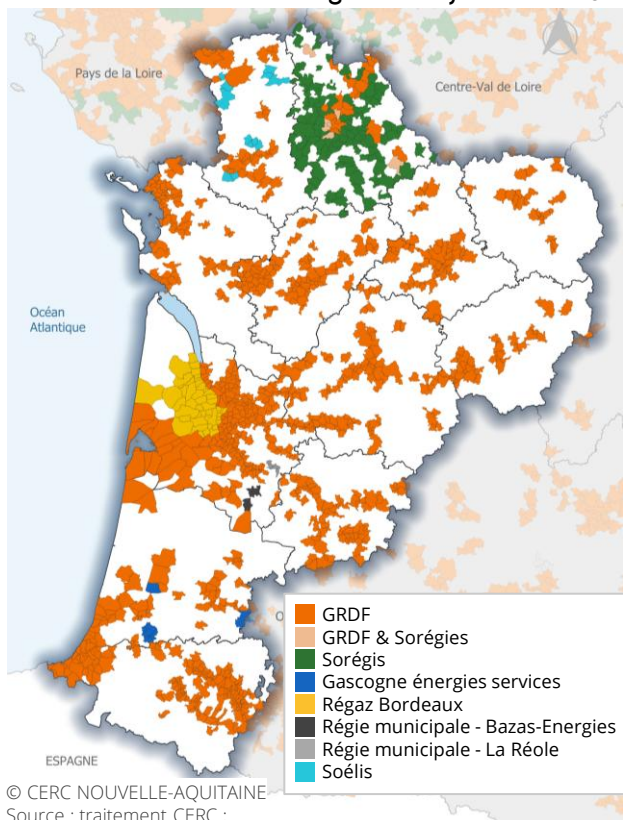 Pays de la Loire
Centre-Val de Loire
Océan
Atlantique
GRDF
GRDF & Sorégies
Sorégis
Gascogne énergies services
Régaz Bordeaux
Régie municipale - Bazas-Energies
Régie municipale - La Réole
Soélis
ESPAGNE
© CERC NOUVELLE-AQUITAINE
Source : traitement CERC ;